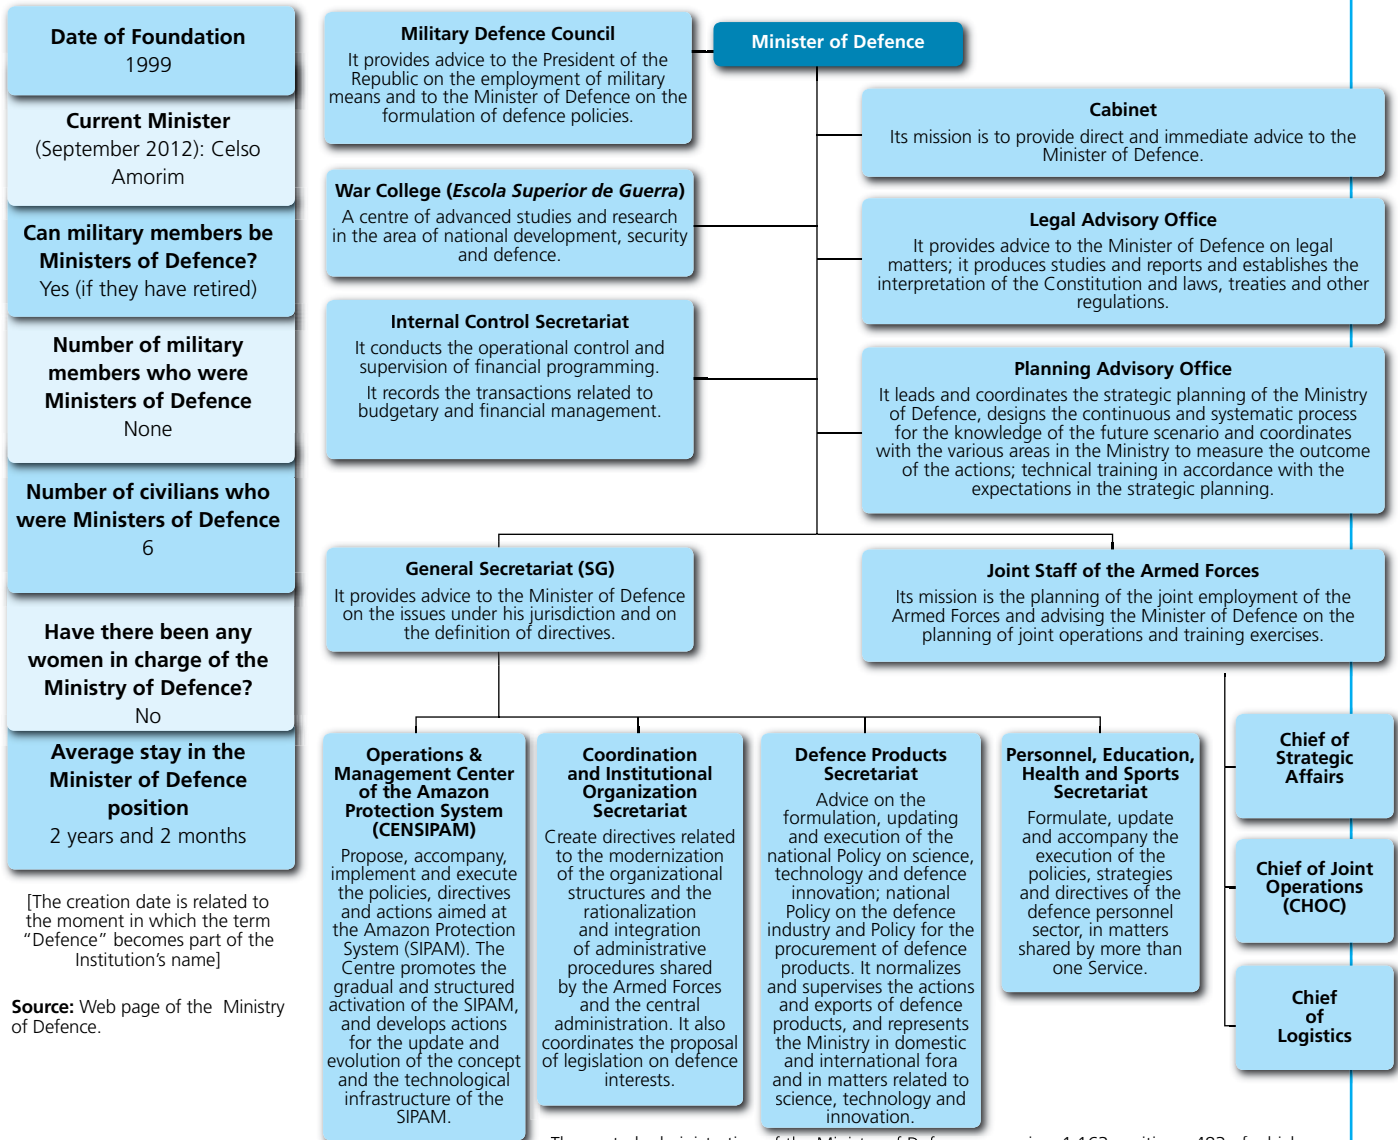 Date of Foundation
1999
Current Minister
(September 2012): Celso
Amorim
Can military members be
Ministers of Defence?
Yes (if they have retired)
Number of military
members who were
Ministers of Defence
None
Number of civilians who
were Ministers of Defence
6
Have there been any
women in charge of the
Ministry of Defence?
No
Average stay in the
Minister of Defence
position
2 years and 2 months
[The creation date is related to
the moment in which the term
“Defence” becomes part of the
Institution’s name]
Source: Web page of the Ministry
of Defence.
Military Defence Council
It provides advice to the President of the
Republic on the employment of military
means and to the Minister of Defence on the
formulation of defence policies.
Minister of Defence
War College (Escola Superior de Guerra)
A centre of advanced studies and research
in the area of national development, security
and defence.
Internal Control Secretariat
It conducts the operational control and
supervision of financial programming.
It records the transactions related to
budgetary and financial management.
Cabinet
Its mission is to provide direct and immediate advice to the
Minister of Defence.
Legal Advisory Office
It provides advice to the Minister of Defence on legal
matters; it produces studies and reports and establishes the
interpretation of the Constitution and laws, treaties and other
regulations.
Planning Advisory Office
It leads and coordinates the strategic planning of the Ministry
of Defence, designs the continuous and systematic process
for the knowledge of the future scenario and coordinates
with the various areas in the Ministry to measure the outcome
of the actions; technical training in accordance with the
expectations in the strategic planning.
General Secretariat (SG)
It provides advice to the Minister of Defence
on the issues under his jurisdiction and on
the definition of directives.
Joint Staff of the Armed Forces
Its mission is the planning of the joint employment of the
Armed Forces and advising the Minister of Defence on the
planning of joint operations and training exercises.
Operations &
Management Center
of the Amazon
Protection System
(CENSIPAM)
Propose, accompany,
implement and execute
the policies, directives
and actions aimed at
the Amazon Protection
System (SIPAM). The
Centre promotes the
gradual and structured
activation of the SIPAM,
and develops actions
for the update and
evolution of the concept
and the technological
infrastructure of the
SIPAM.
Coordination
and Institutional
Organization
Secretariat
Create directives related
to the modernization
of the organizational
structures and the
rationalization
and integration
of administrative
procedures shared
by the Armed Forces
and the central
administration. It also
coordinates the proposal
of legislation on defence
interests.
Defence Products
Secretariat
Advice on the
formulation, updating
and execution of the
national Policy on science,
technology and defence
innovation; national
Policy on the defence
industry and Policy for the
procurement of defence
products. It normalizes
and supervises the actions
and exports of defence
products, and represents
the Ministry in domestic
and international fora
and in matters related to
science, technology and
innovation.
Personnel, Education,
Health and Sports
Secretariat
Formulate, update
and accompany the
execution of the
policies, strategies
and directives of the
defence personnel
sector, in matters
shared by more than
one Service.
Chief of
Strategic
Affairs
Chief of Joint
Operations
(CHOC)
Chief
of
Logistics